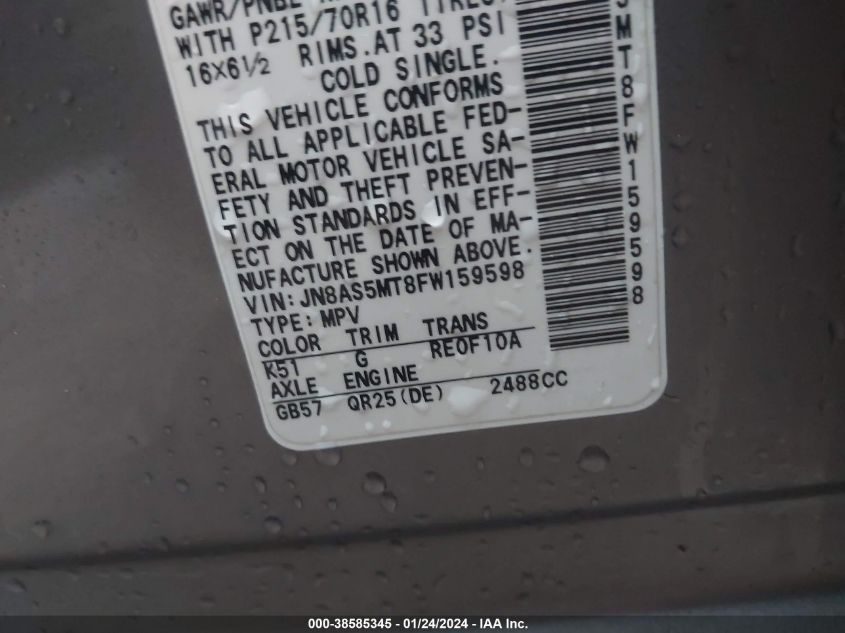 GAWR/
WITH P215/70R16
16X6½ RIMS.AT 33 PSI
COLD SINGLE.
THIS VEHICLE CONFORMS
TO ALL APPLICABLE FED-
ERAL MOTOR VEHICLE SA-
FETY AND THEFT PREVEN-
TION STANDARDS IN EFF-
ECT ON THE DATE OF MA-
NUFACTURE SHOWN ABOVE.
VIN:JN8AS5MT8FW159598
TYPE:MPV
COLOR TRIM TRANS
K51 G RE0F10A
AXLE ENGINE
GB57 QR25(DE) 2488CC
MT8FW159598
000-38585345 - 01/24/2024 - IAA Inc.